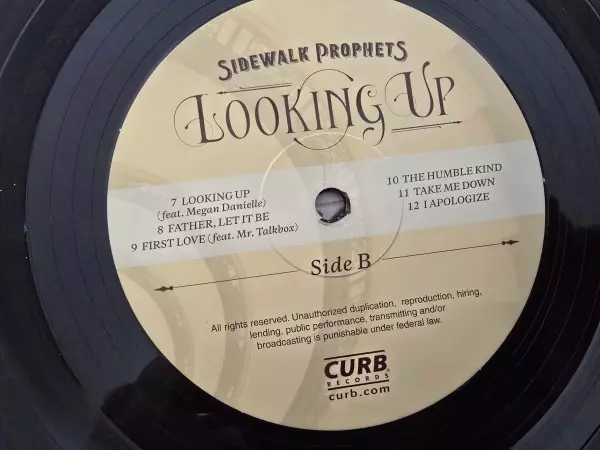 SIDEWALK PROPHETS
LOOKING UP
7 LOOKING UP
(feat. Megan Danielle)
8 FATHER, LET IT BE
9 FIRST LOVE (feat. Mr. Talkbox)
10 THE HUMBLE KIND
11 TAKE ME DOWN
12 I APOLOGIZE
Side B
All rights reserved. Unauthorized duplication, reproduction, hiring,
lending, public performance, transmitting and/or
broadcasting is punishable under federal law.
CURB
RECORDS
curb.com